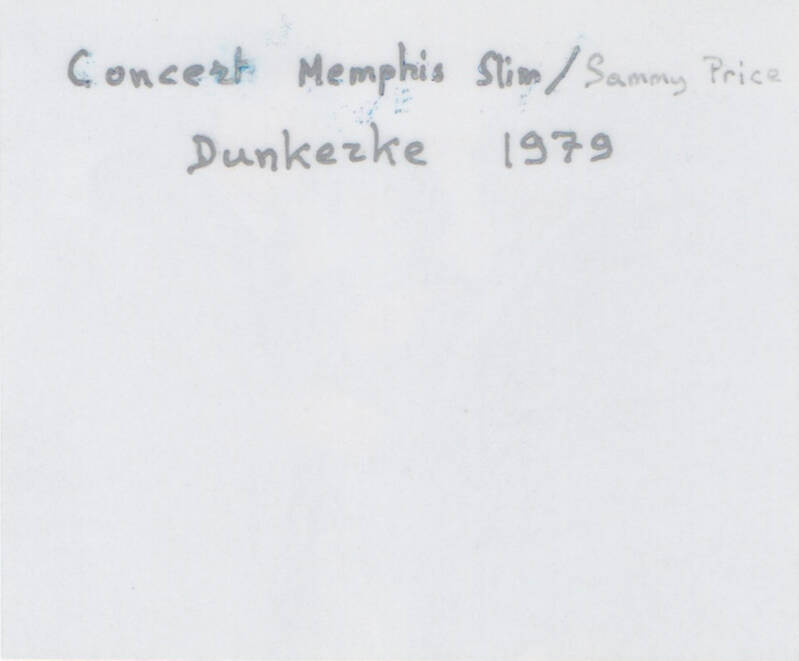 Concert Memphis Slim/Sammy Price
Dunkerke 1979